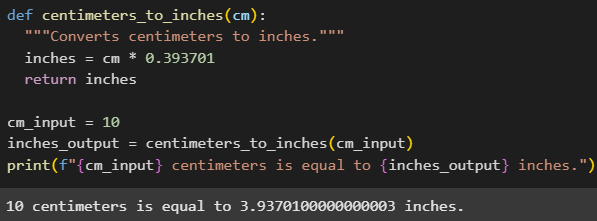 def centimeters_to_inches(cm):
  """Converts centimeters to inches."""
  inches = cm * 0.393701
  return inches

cm_input = 10
inches_output = centimeters_to_inches(cm_input)
print(f"{cm_input} centimeters is equal to {inches_output} inches.")
10 centimeters is equal to 3.9370100000000003 inches.